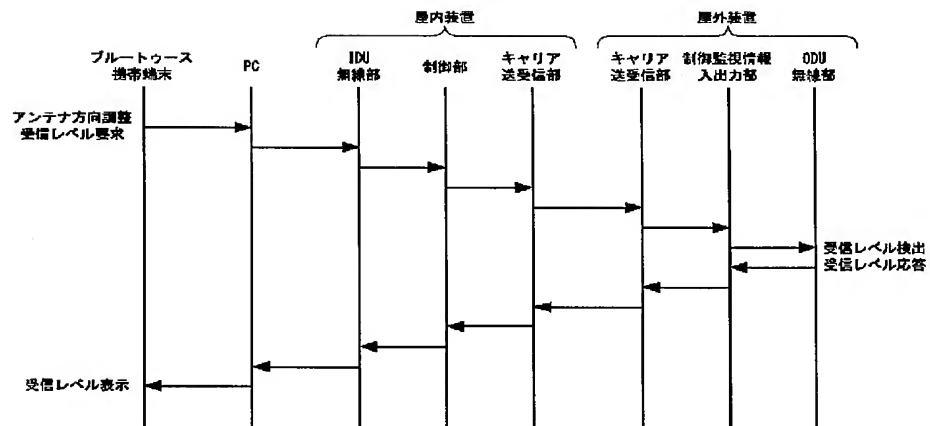 屋内装置
屋外装置
ブルートゥース
携帯端末
PC
IDU
無線部
制御部
キャリア
送受信部
キャリア
送受信部
制御監視情報
入出力部
ODU
無線部
アンテナ方向調整
受信レベル要求
受信レベル検出
受信レベル応答
受信レベル表示